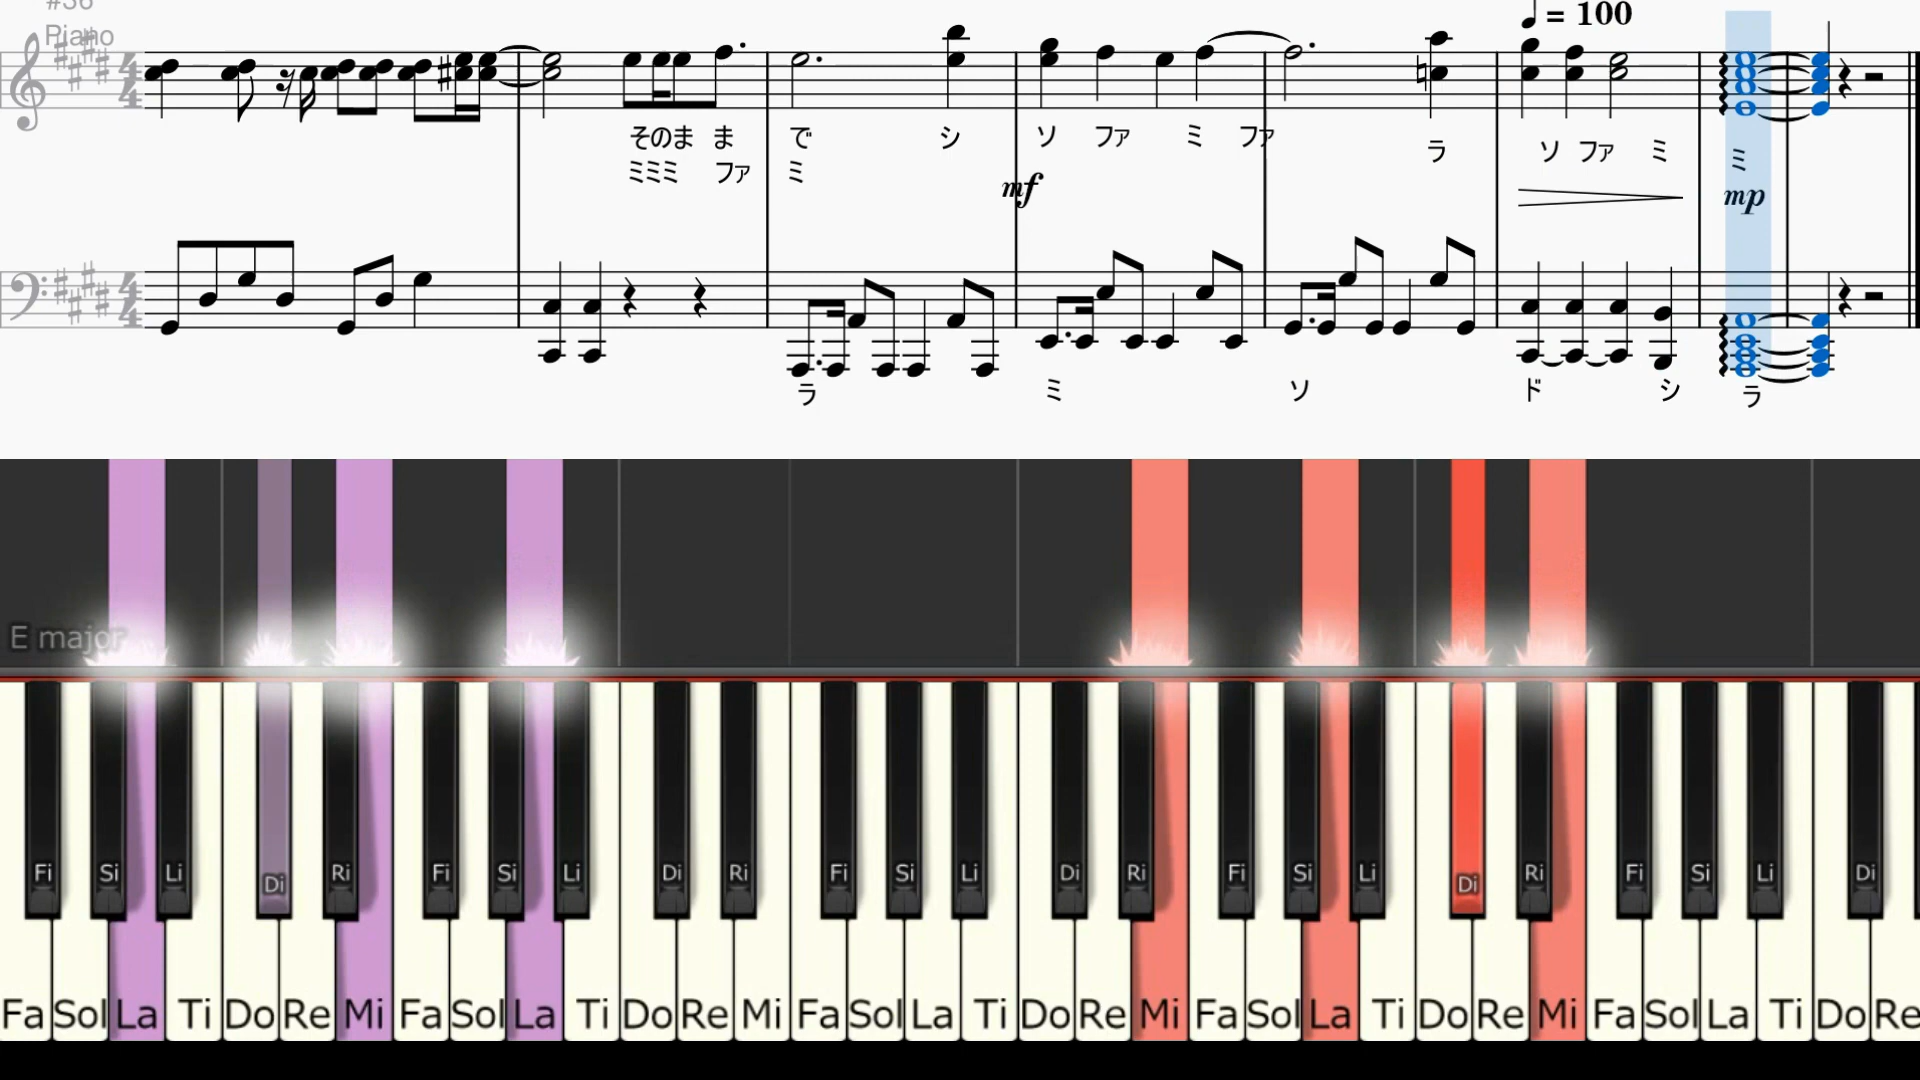 #36
Piano
= 100
そのま ま で シ ソ ファ ミ ファ ラ ソ ファ ミ ミ
ミミミ ファ ミ
mf mp
ラ ミ ソ ド シ ラ
E major
Fi Si Li Di Ri Fi Si Li Di Ri Fi Si Li Di Ri Fi Si Li Di Ri Fi Si Li Di
Fa Sol La Ti Do Re Mi Fa Sol La Ti Do Re Mi Fa Sol La Ti Do Re Mi Fa Sol La Ti Do Re Mi Fa Sol La Ti Do Re